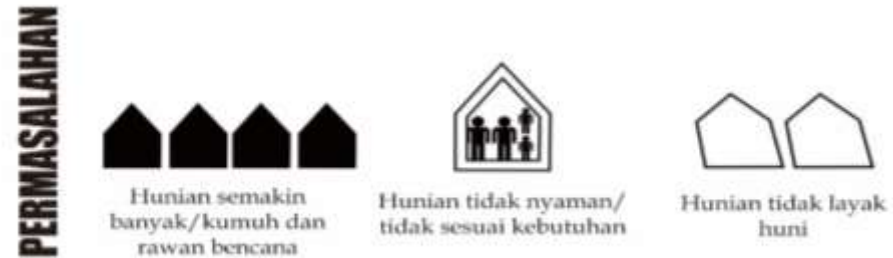 PERMASALAHAN
Hunian semakin
banyak/kumuh dan
rawan bencana
Hunian tidak nyaman/
tidak sesuai kebutuhan
Hunian tidak layak
huni